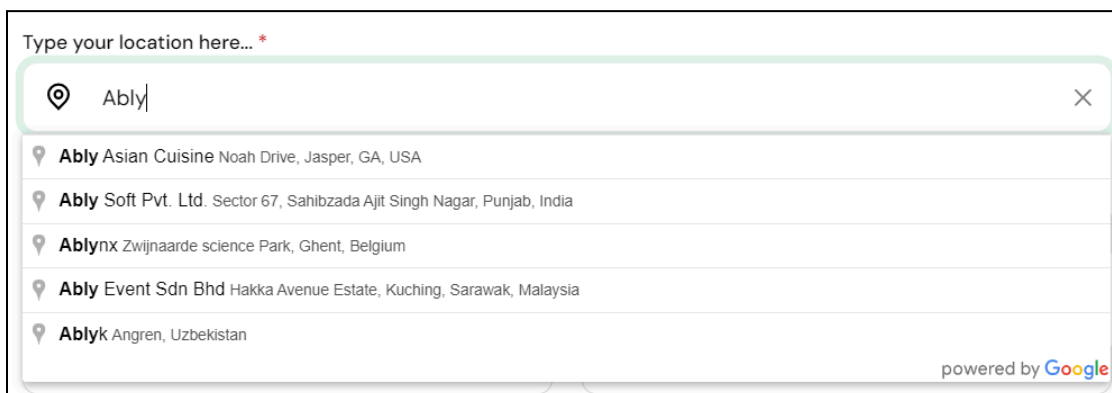 Type your location here... *
Ably
Ably Asian Cuisine Noah Drive, Jasper, GA, USA
Ably Soft Pvt. Ltd. Sector 67, Sahibzada Ajit Singh Nagar, Punjab, India
Ablynx Zwijnaarde science Park, Ghent, Belgium
Ably Event Sdn Bhd Hakka Avenue Estate, Kuching, Sarawak, Malaysia
Ablyk Angren, Uzbekistan
powered by Google